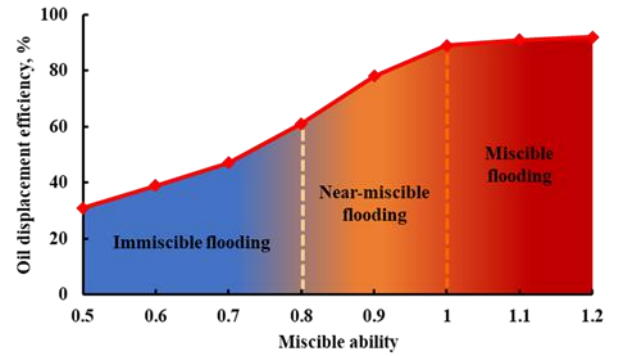 Oil displacement efficiency, %
100
80
60
40
20
0
Immiscible flooding
Near-miscible
flooding
Miscible
flooding
0.5 0.6 0.7 0.8 0.9 1 1.1 1.2
Miscible ability